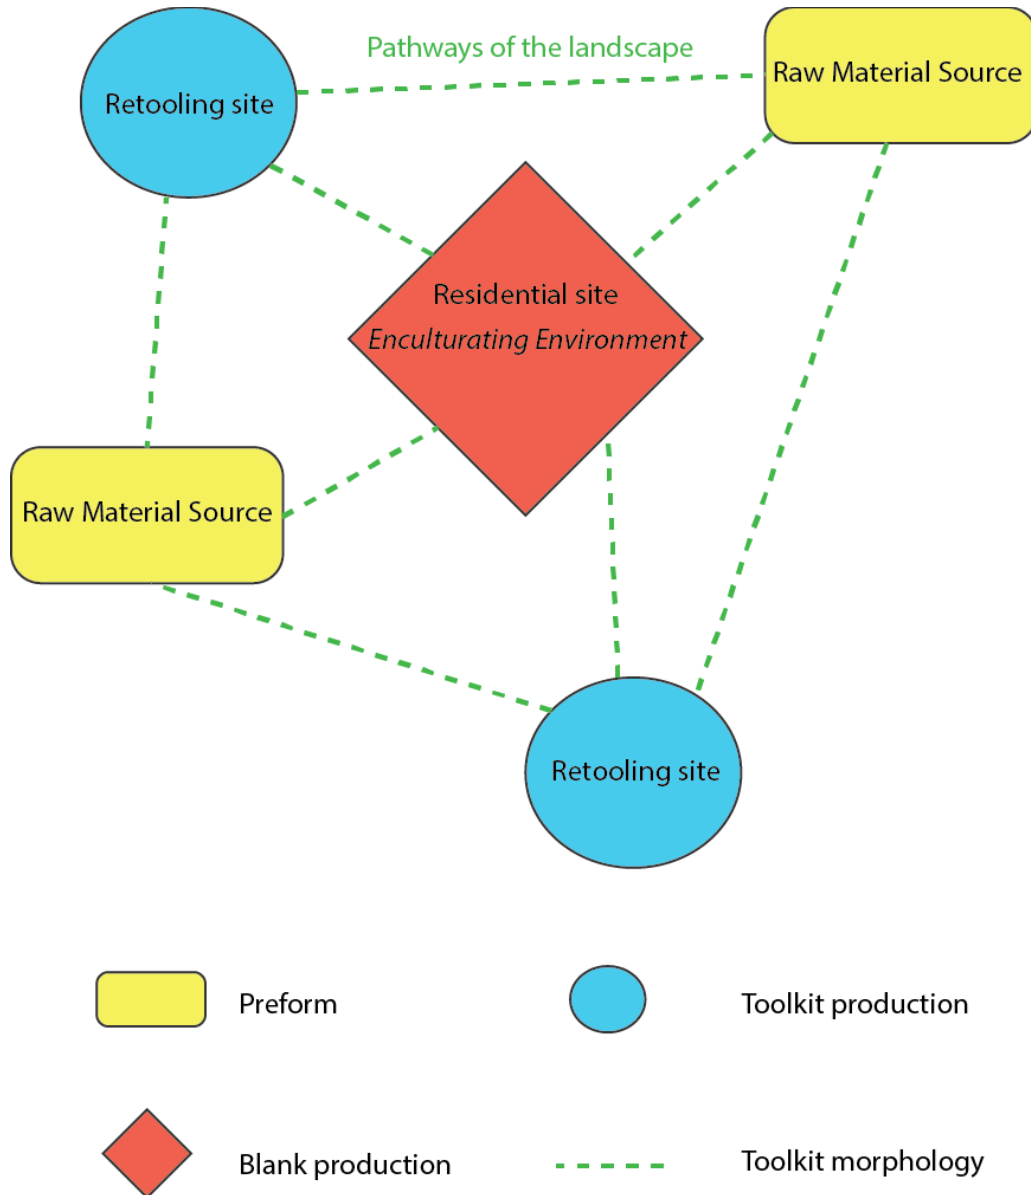 Pathways of the landscape
Raw Material Source
Retooling site
Residential site
Enculturating Environment
Raw Material Source
Retooling site
Preform
Toolkit production
Blank production
Toolkit morphology